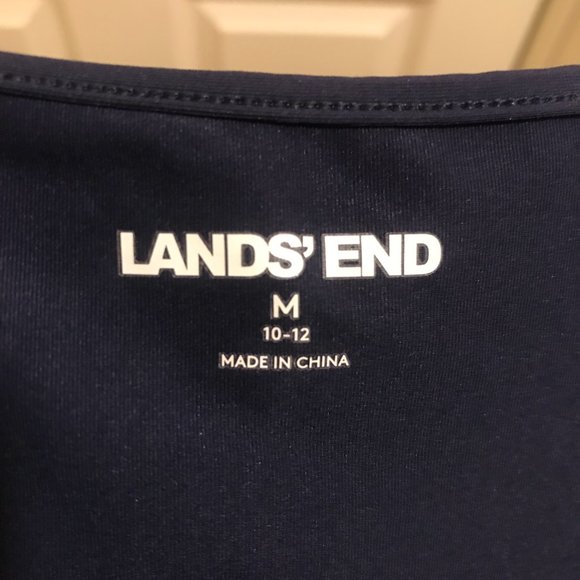 LANDS' END
M
10-12
MADE IN CHINA